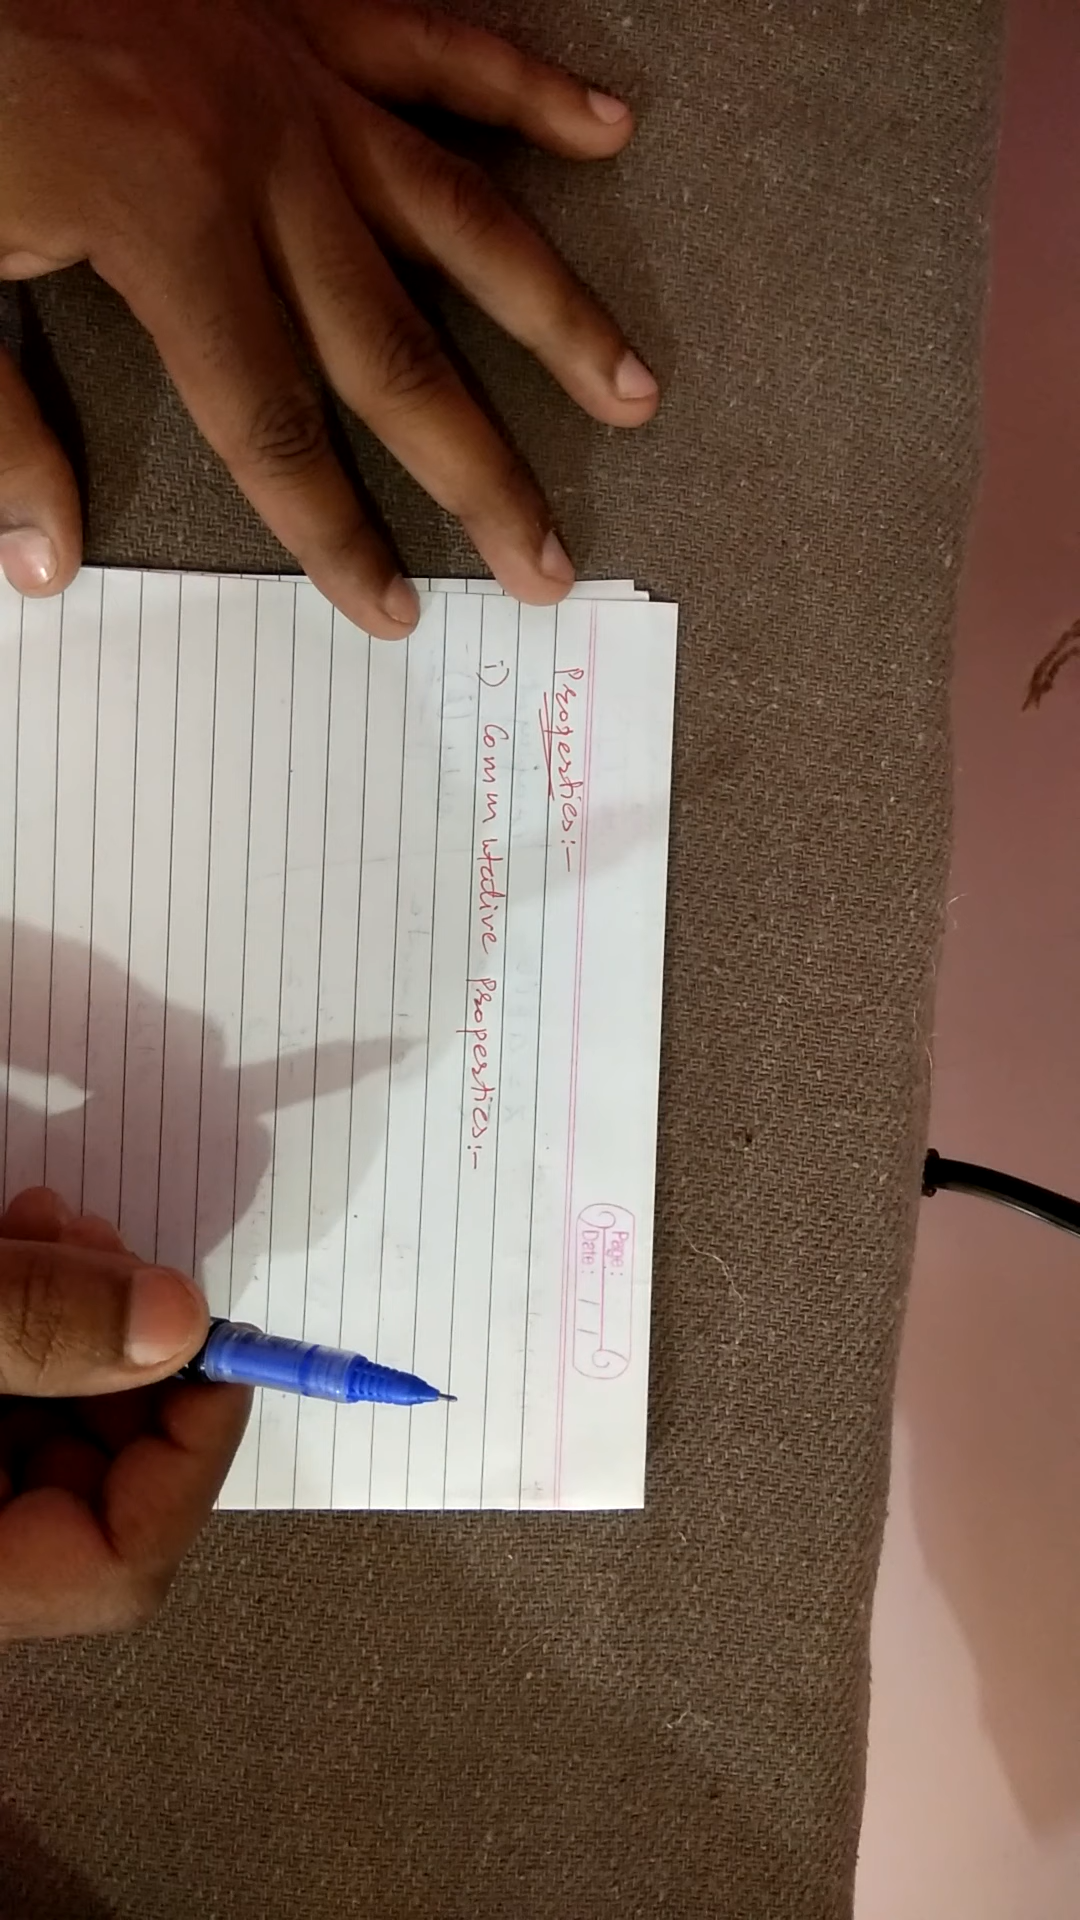 Page:
Date: / /
Properties:-
i) Commutative Properties:-